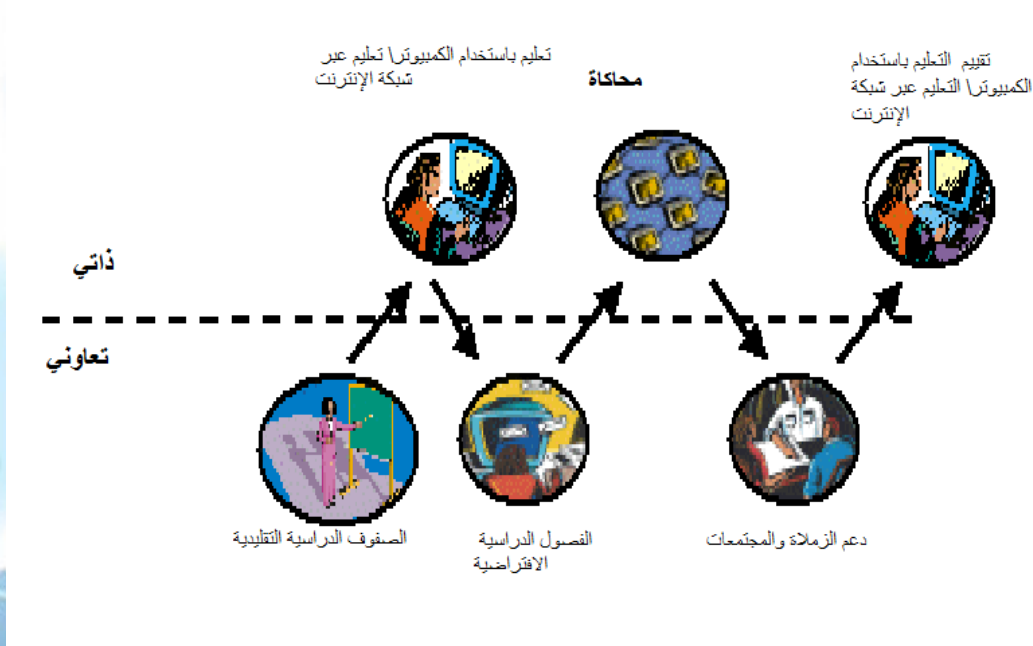 تعليم باستخدام الكمبيوتر\ تعليم عبر
شبكة الإنترنت
محاكاة
تقييم التعليم باستخدام
الكمبيوتر\ التعليم عبر شبكة
الإنترنت
ذاتي
تعاوني
الصفوف الدراسية التقليدية
الفصول الدراسية
الافتراضية
دعم الزملاة والمجتمعات